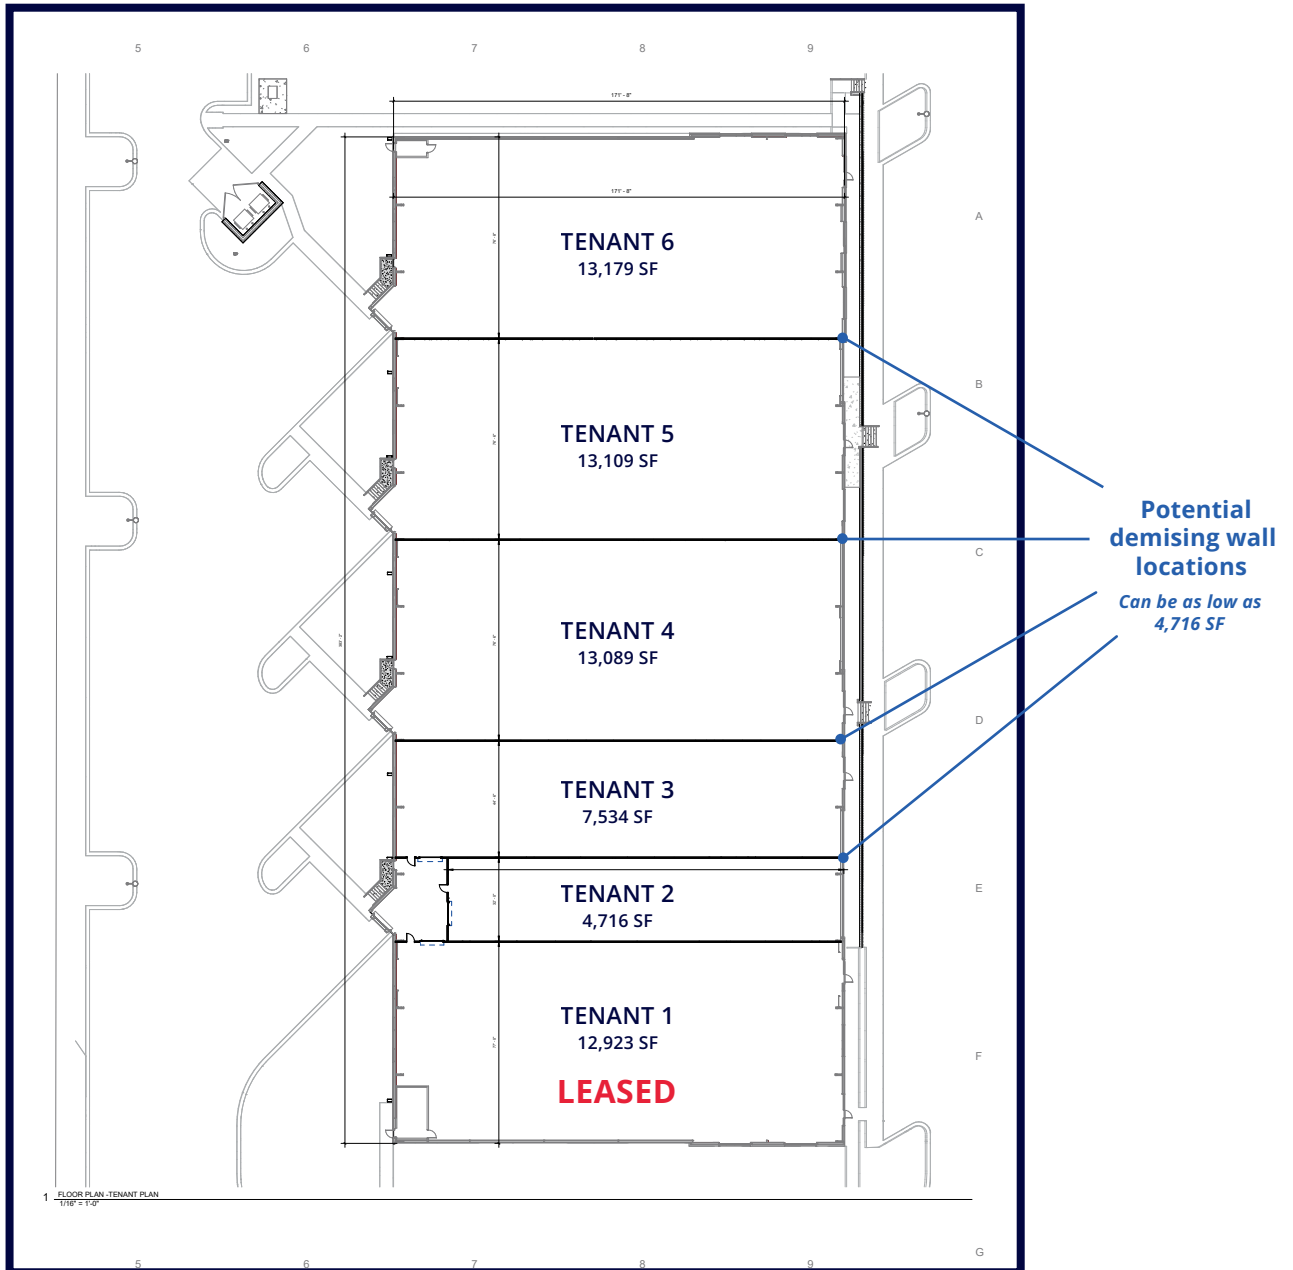 5 6 7 8 9
171' - 8"
171' - 8"
A
TENANT 6
13,179 SF
B
TENANT 5
13,109 SF
Potential
demising wall
locations
Can be as low as
4,716 SF
C
TENANT 4
13,089 SF
D
TENANT 3
7,534 SF
E
TENANT 2
4,716 SF
TENANT 1
12,923 SF
LEASED
F
1 FLOOR PLAN -TENANT PLAN
1/16" = 1'-0"
G
5 6 7 8 9